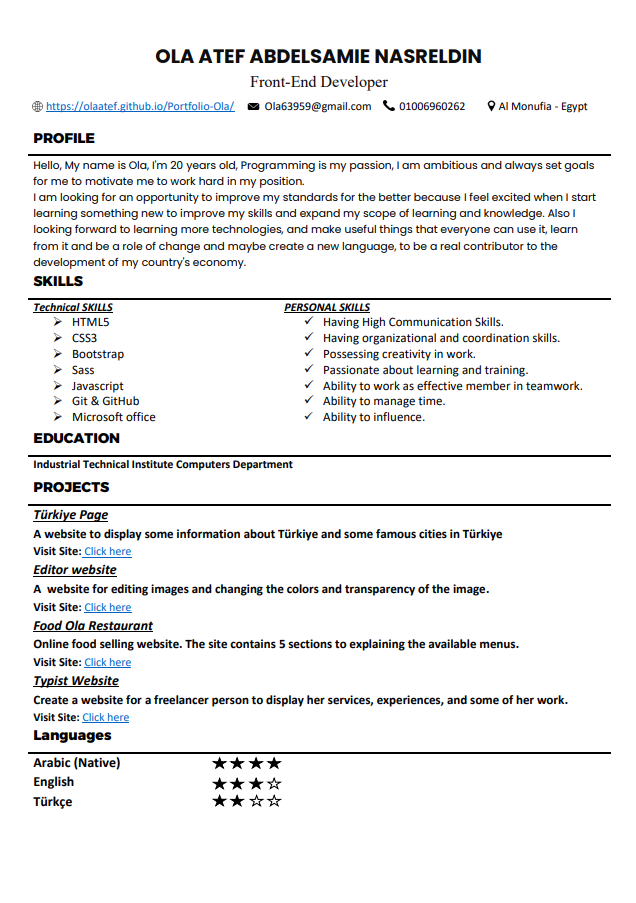 OLA ATEF ABDELSAMIE NASRELDIN
Front-End Developer
https://olaatef.github.io/Portfolio-Ola/ Ola63959@gmail.com 01006960262 Al Monufia - Egypt
PROFILE
Hello, My name is Ola, I'm 20 years old, Programming is my passion, I am ambitious and always set goals
for me to motivate me to work hard in my position.
I am looking for an opportunity to improve my standards for the better because I feel excited when I start
learning something new to improve my skills and expand my scope of learning and knowledge. Also I
looking forward to learning more technologies, and make useful things that everyone can use it, learn
from it and be a role of change and maybe create a new language, to be a real contributor to the
development of my country's economy.
SKILLS
Technical SKILLS
HTML5
CSS3
Bootstrap
Sass
Javascript
Git & GitHub
Microsoft office
PERSONAL SKILLS
Having High Communication Skills.
Having organizational and coordination skills.
Possessing creativity in work.
Passionate about learning and training.
Ability to work as effective member in teamwork.
Ability to manage time.
Ability to influence.
EDUCATION
Industrial Technical Institute Computers Department
PROJECTS
Türkiye Page
A website to display some information about Türkiye and some famous cities in Türkiye
Visit Site: Click here
Editor website
A website for editing images and changing the colors and transparency of the image.
Visit Site: Click here
Food Ola Restaurant
Online food selling website. The site contains 5 sections to explaining the available menus.
Visit Site: Click here
Typist Website
Create a website for a freelancer person to display her services, experiences, and some of her work.
Visit Site: Click here
Languages
Arabic (Native) ★★★★
English ★★★☆
Türkçe ★★☆☆